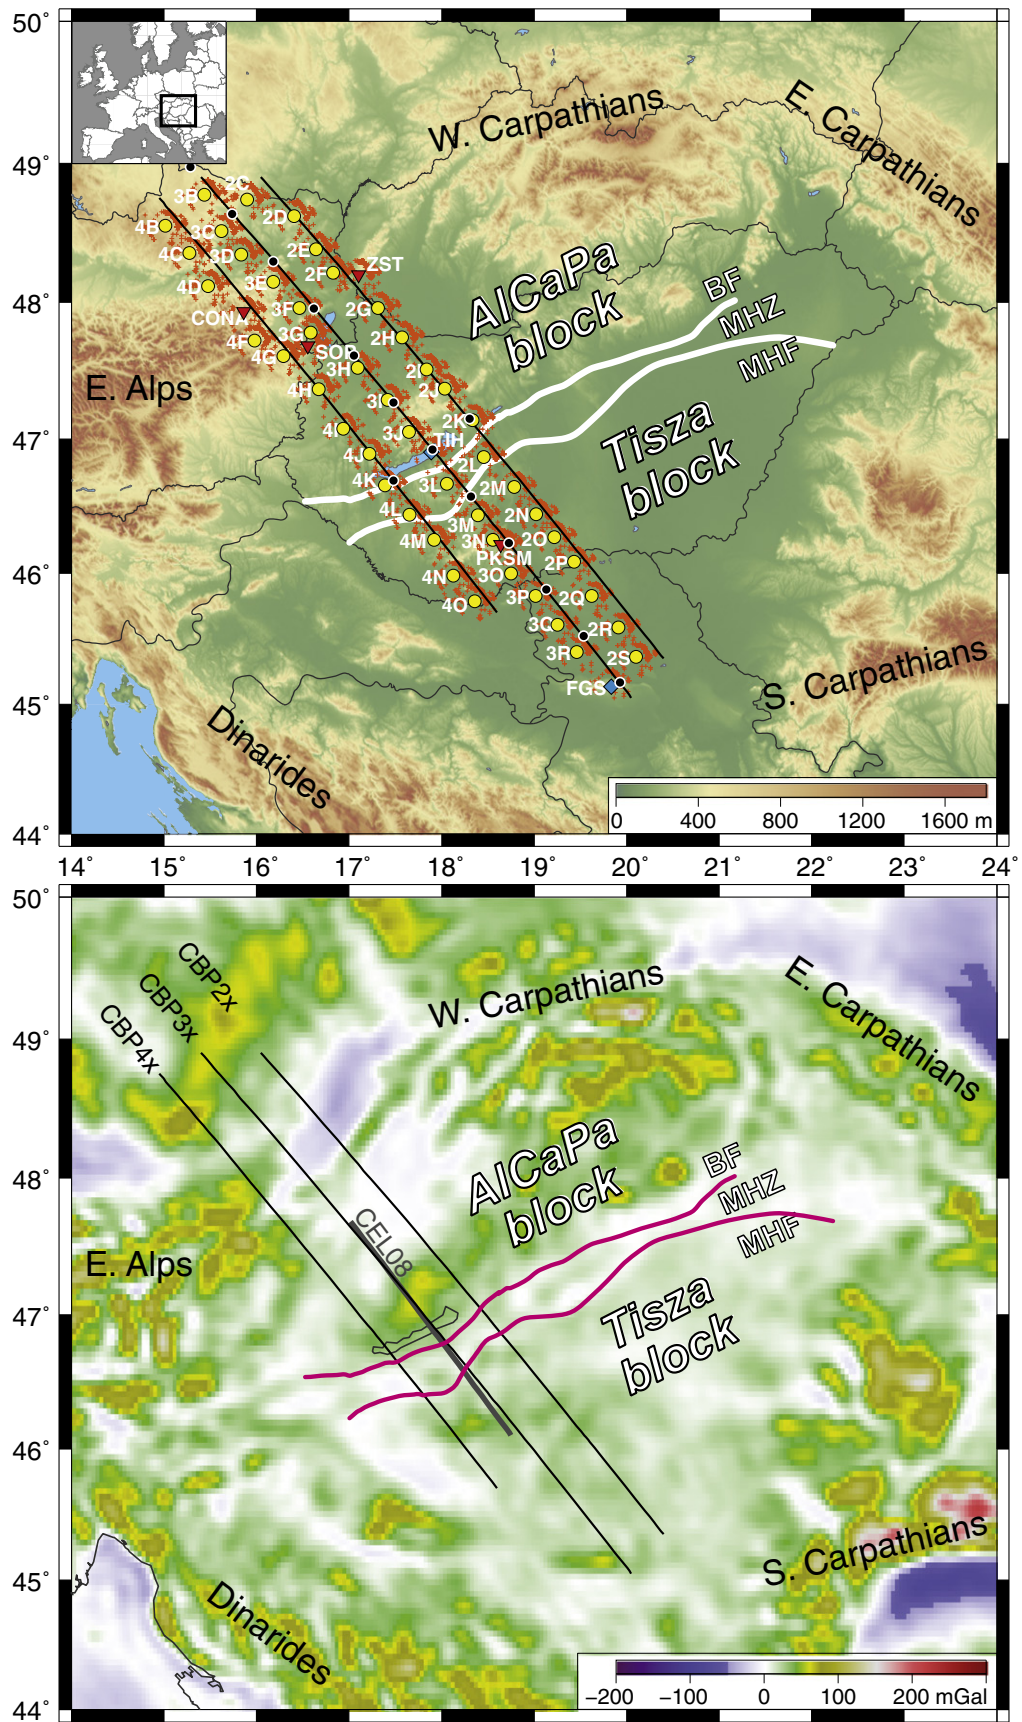 50°
49°
48°
47°
46°
45°
44°
W. Carpathians
E. Carpathians
2C
3B
2D
4B
3C
2E
4C
3D
ZST
2F
4D
3E
CONA
3F
2G
3G
4F
SOP
2H
4G
3H
2I
4H
3I
2J
4I
3J
2K
TIH
4J
2L
4K
3L
2M
4L
3M
2N
4M
3N
2O
PKSM
3O
2P
4N
3P
2Q
4O
3Q
2R
3R
2S
FGS
AlCaPa
block
BF
MHZ
MHF
E. Alps
Tisza
block
S. Carpathians
Dinarides
0 400 800 1200 1600 m
14° 15° 16° 17° 18° 19° 20° 21° 22° 23° 24°
50°
49°
48°
47°
46°
45°
44°
CBP2x
CBP3x
CBP4x
W. Carpathians
E. Carpathians
AlCaPa
block
BF
MHZ
MHF
CEL08
E. Alps
Tisza
block
S. Carpathians
Dinarides
−200 −100 0 100 200 mGal